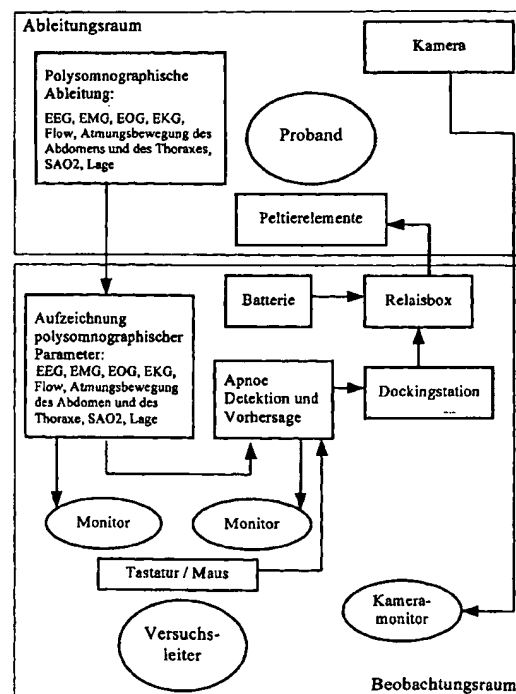 Ableitungsraum
Kamera
Polysomnographische
Ableitung:
EEG, EMG, EOG, EKG,
Flow, Atmungsbewegung des
Abdomens und des Thoraxes,
SAO2, Lage
Proband
Peltierelemente
Batterie
Relaisbox
Aufzeichnung
polysomnographischer
Parameter:
EEG, EMG, EOG, EKG,
Flow, Atmungsbewegung
des Abdomen und des
Thoraxe, SAO2, Lage
Apnoe
Detektion und
Vorhersage
Dockingstation
Monitor
Monitor
Tastatur / Maus
Kamera-
monitor
Versuchs-
leiter
Beobachtungsraum